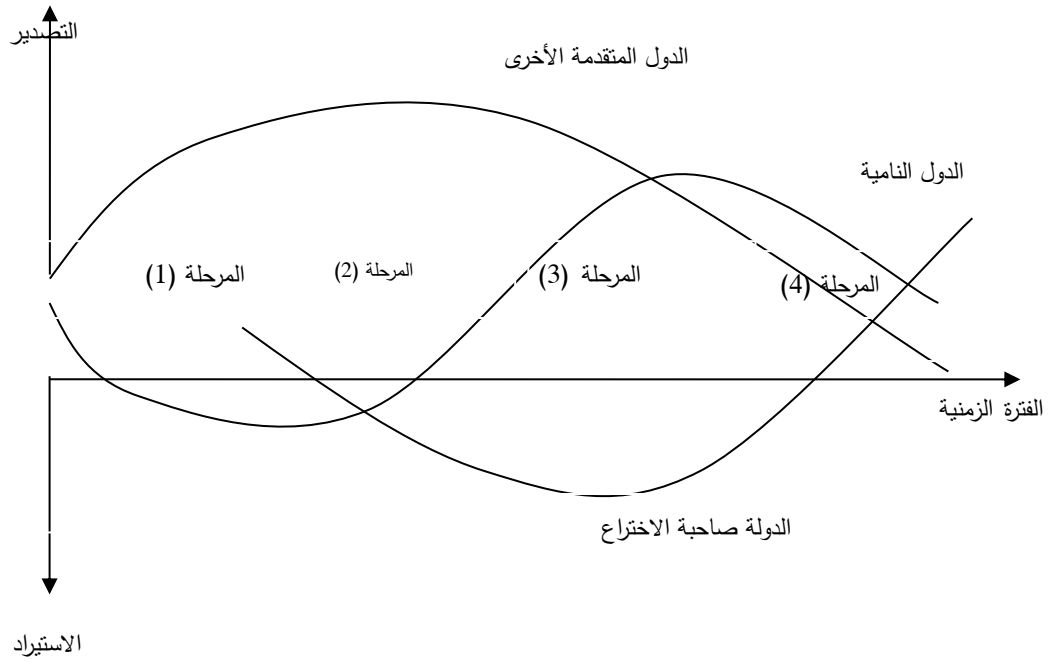 التصدير
الدول المتقدمة الأخرى
الدول النامية
المرحلة (1)
المرحلة (2)
المرحلة (3)
المرحلة (4)
الفترة الزمنية
الدولة صاحبة الاختراع
الاستيراد